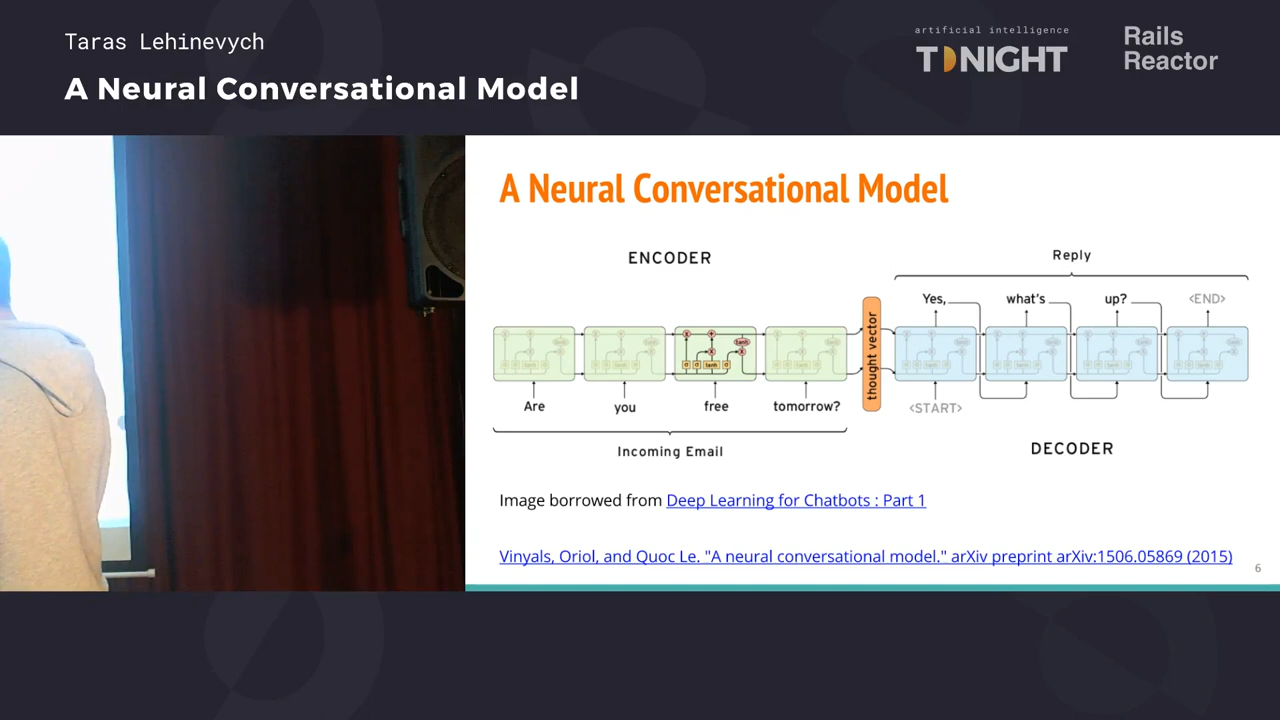 Taras Lehinevych
A Neural Conversational Model
artificial intelligence
TONIGHT
Rails
Reactor
A Neural Conversational Model
ENCODER
Reply
Yes, what's up? <END>
thought vector
tanh
tanh
Are you free tomorrow?
<START>
Incoming Email
DECODER
Image borrowed from Deep Learning for Chatbots : Part 1
Vinyals, Oriol, and Quoc Le. "A neural conversational model." arXiv preprint arXiv:1506.05869 (2015)
6